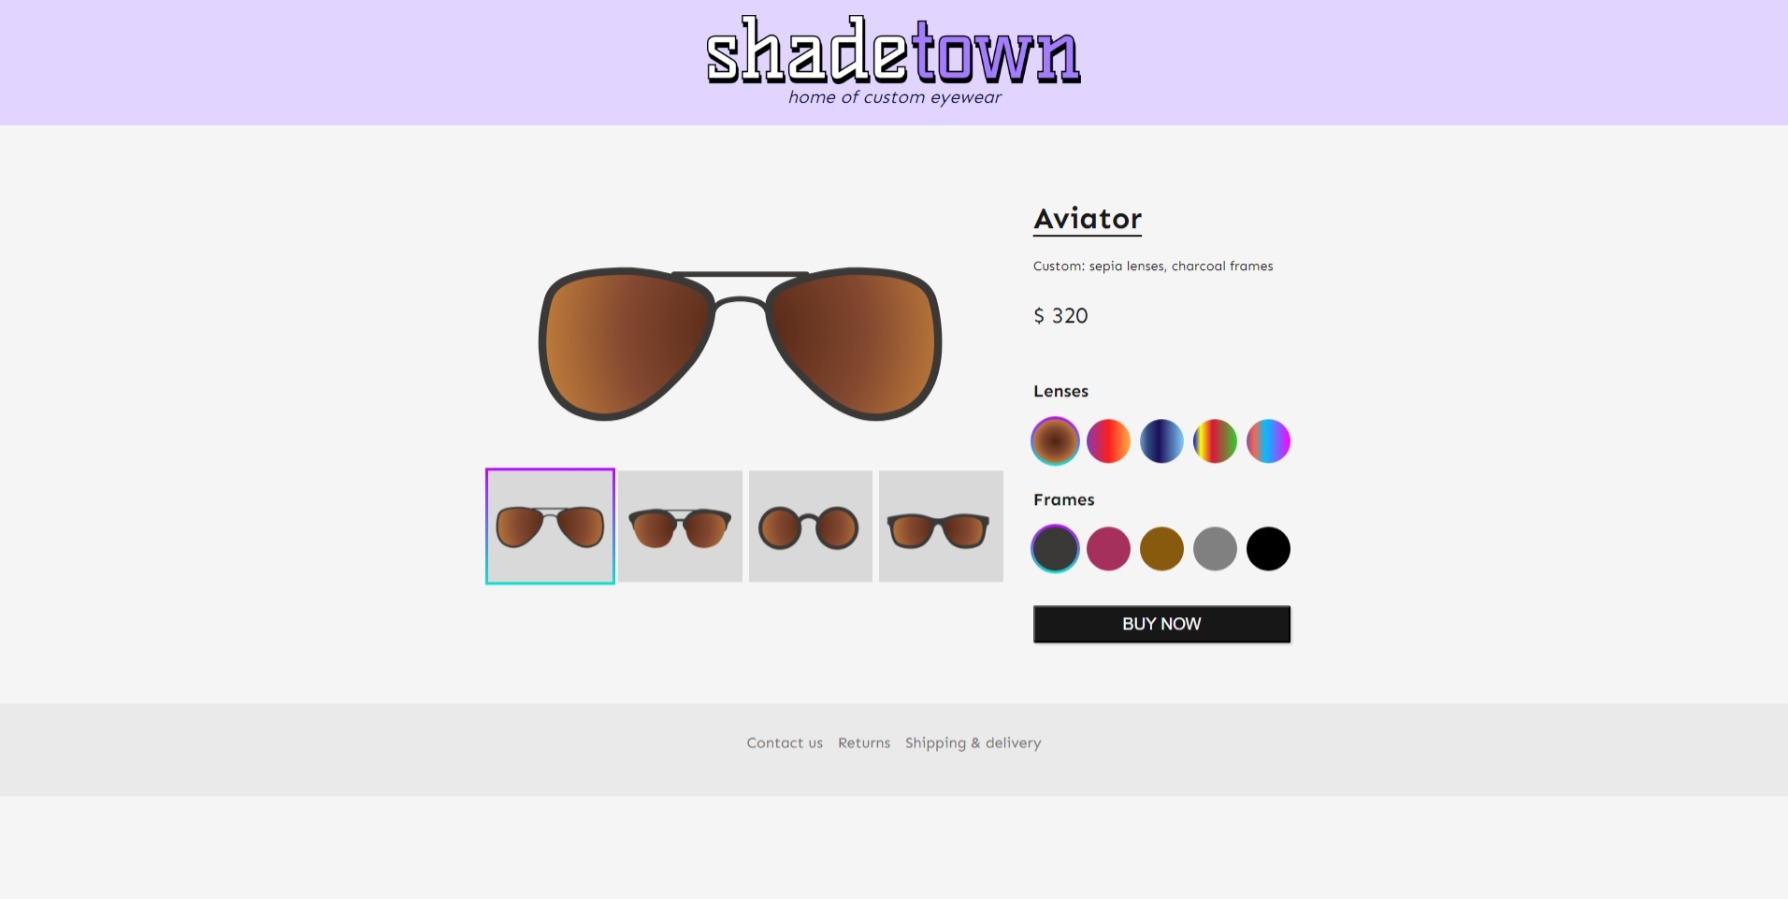 shadetown
home of custom eyewear
Aviator
Custom: sepia lenses, charcoal frames
$ 320
Lenses
Frames
BUY NOW
Contact us Returns Shipping & delivery